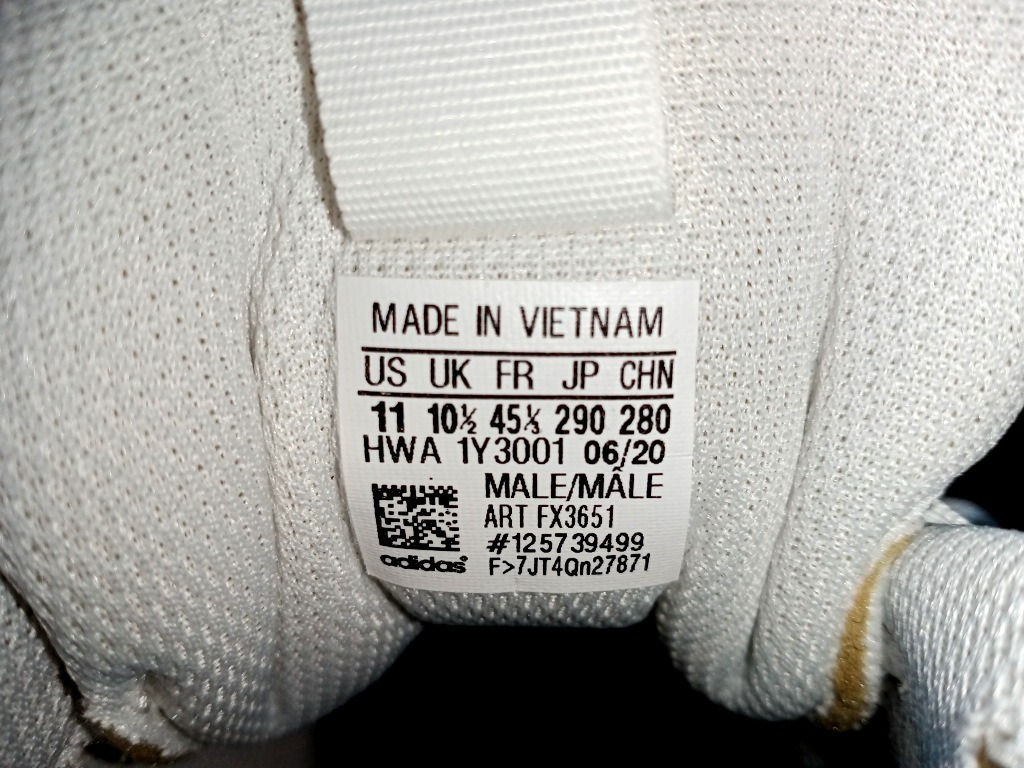 MADE IN VIETNAM
US UK FR JP CHN
11 10½ 45⅓ 290 280
HWA 1Y3001 06/20
MALE/MÂLE
ART FX3651
#125739499
adidas F>7JT4Qn27871